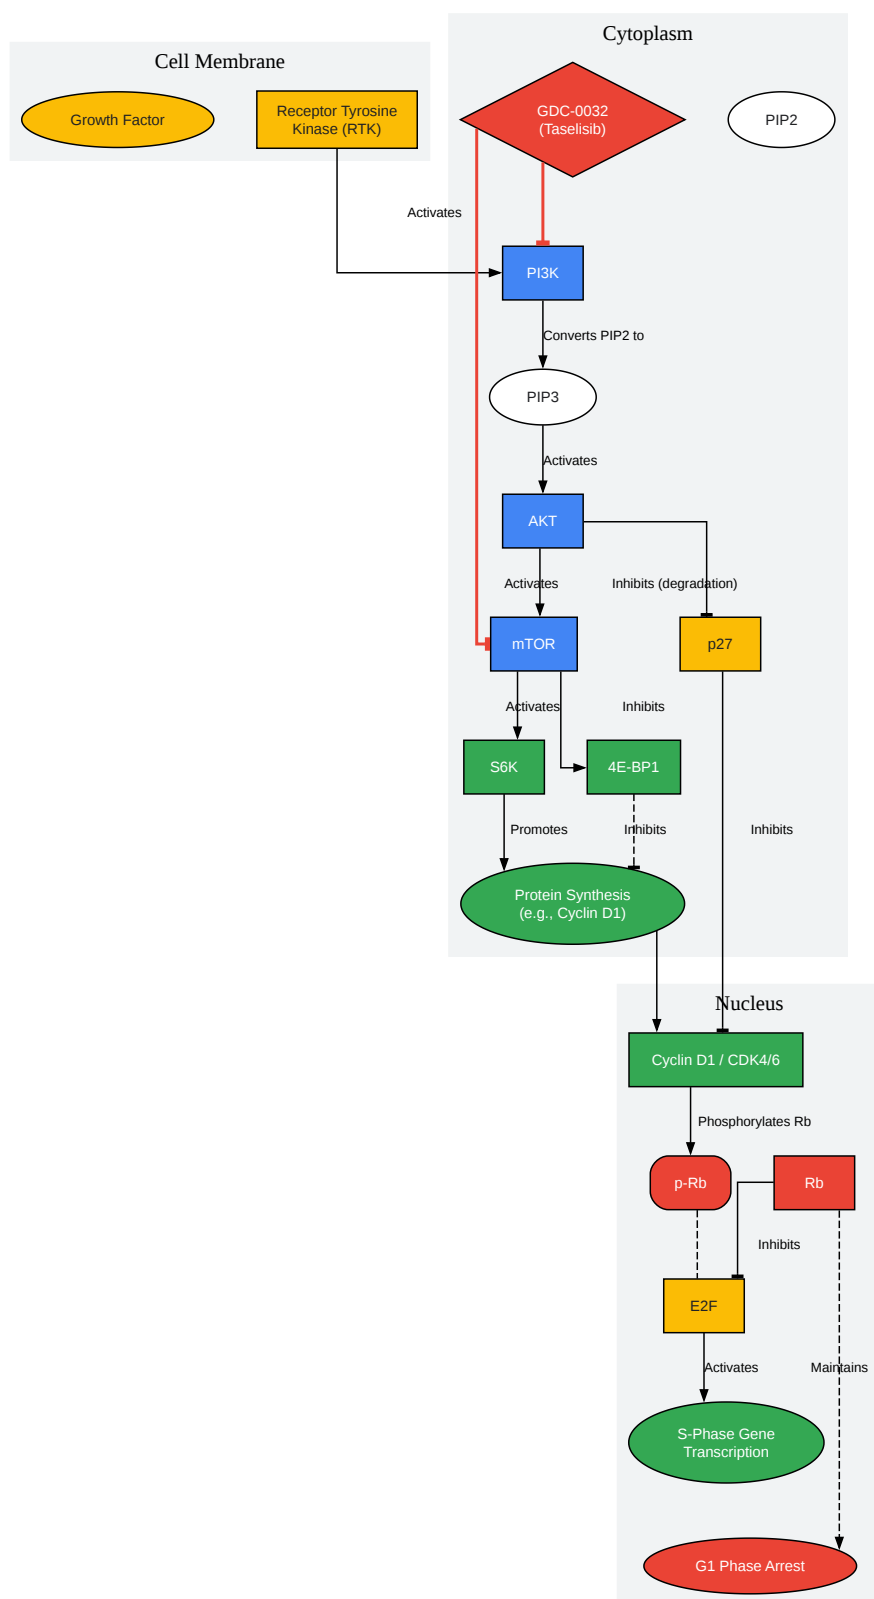 Cytoplasm
Cell Membrane
Growth Factor
Receptor Tyrosine
Kinase (RTK)
GDC-0032
(Taselisib)
PIP2
Activates
PI3K
Converts PIP2 to
PIP3
Activates
AKT
Activates
Inhibits (degradation)
mTOR
p27
Activates
Inhibits
S6K
4E-BP1
Promotes
Inhibits
Inhibits
Protein Synthesis
(e.g., Cyclin D1)
Nucleus
Cyclin D1 / CDK4/6
Phosphorylates Rb
p-Rb
Rb
Inhibits
E2F
Activates
Maintains
S-Phase Gene
Transcription
G1 Phase Arrest